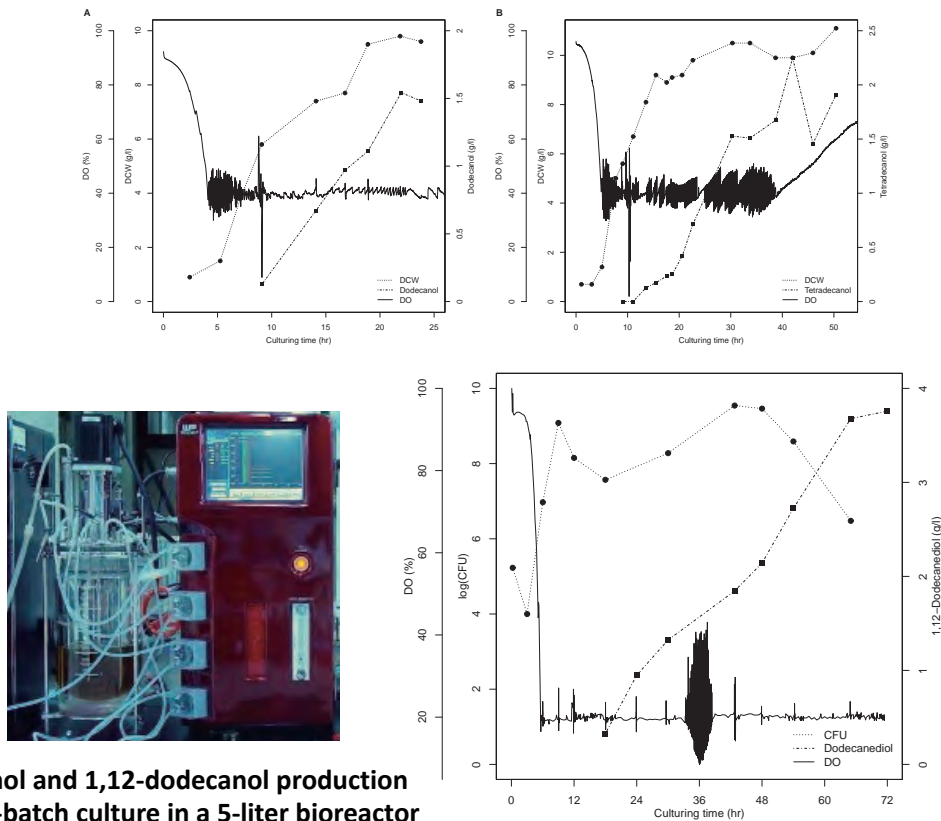 A
B
100
80
60
40
20
0
DO (%)
10
8
6
4
2
0
DCW (g/l)
2
1.5
1
0.5
0
Dodecanol (g/l)
DCW
Dodecanol
DO
0 5 10 15 20 25
Culturing time (hr)
100
80
60
40
20
0
DO (%)
10
8
6
4
2
0
DCW (g/l)
2.5
2
1.5
1
0.5
0
Tetradecanol (g/l)
DCW
Tetradecanol
DO
0 10 20 30 40 50
Culturing time (hr)
100
80
60
40
20
DO (%)
10
8
6
4
2
0
log(CFU)
4
3
2
1
0
1,12−Dodecanediol (g/l)
CFU
Dodecanediol
DO
0 12 24 36 48 60 72
Culturing time (hr)
nol and 1,12-dodecanol production
-batch culture in a 5-liter bioreactor